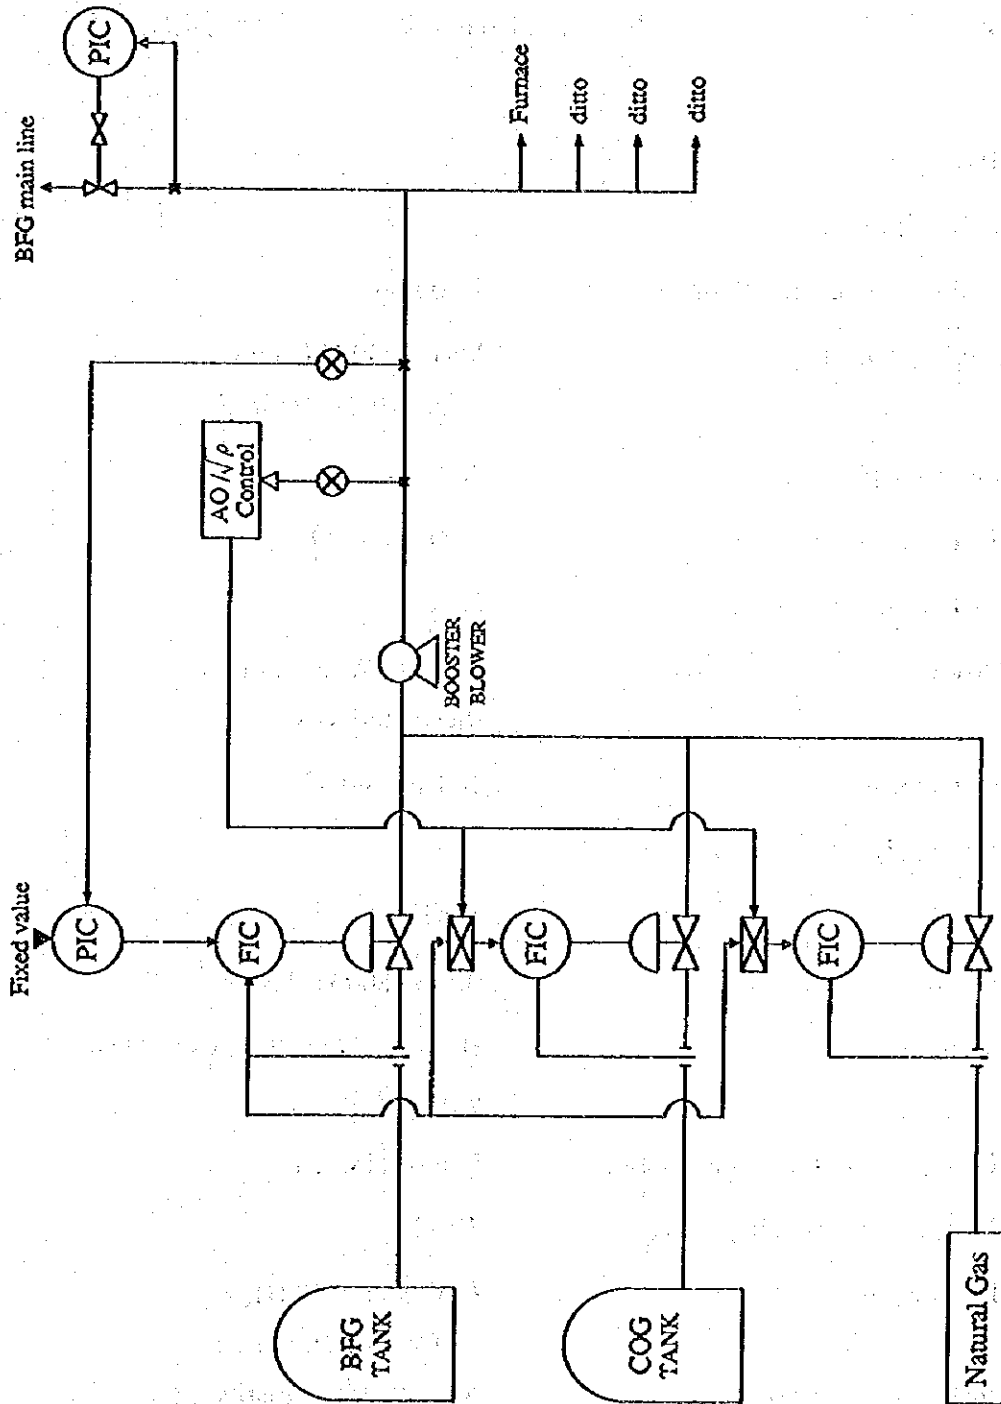 BFG main line
PIC
Furnace
ditto
ditto
ditto
AO/√ρ
Control
BOOSTER
BLOWER
Fixed value
PIC
FIC
FIC
FIC
BFG
TANK
COG
TANK
Natural Gas